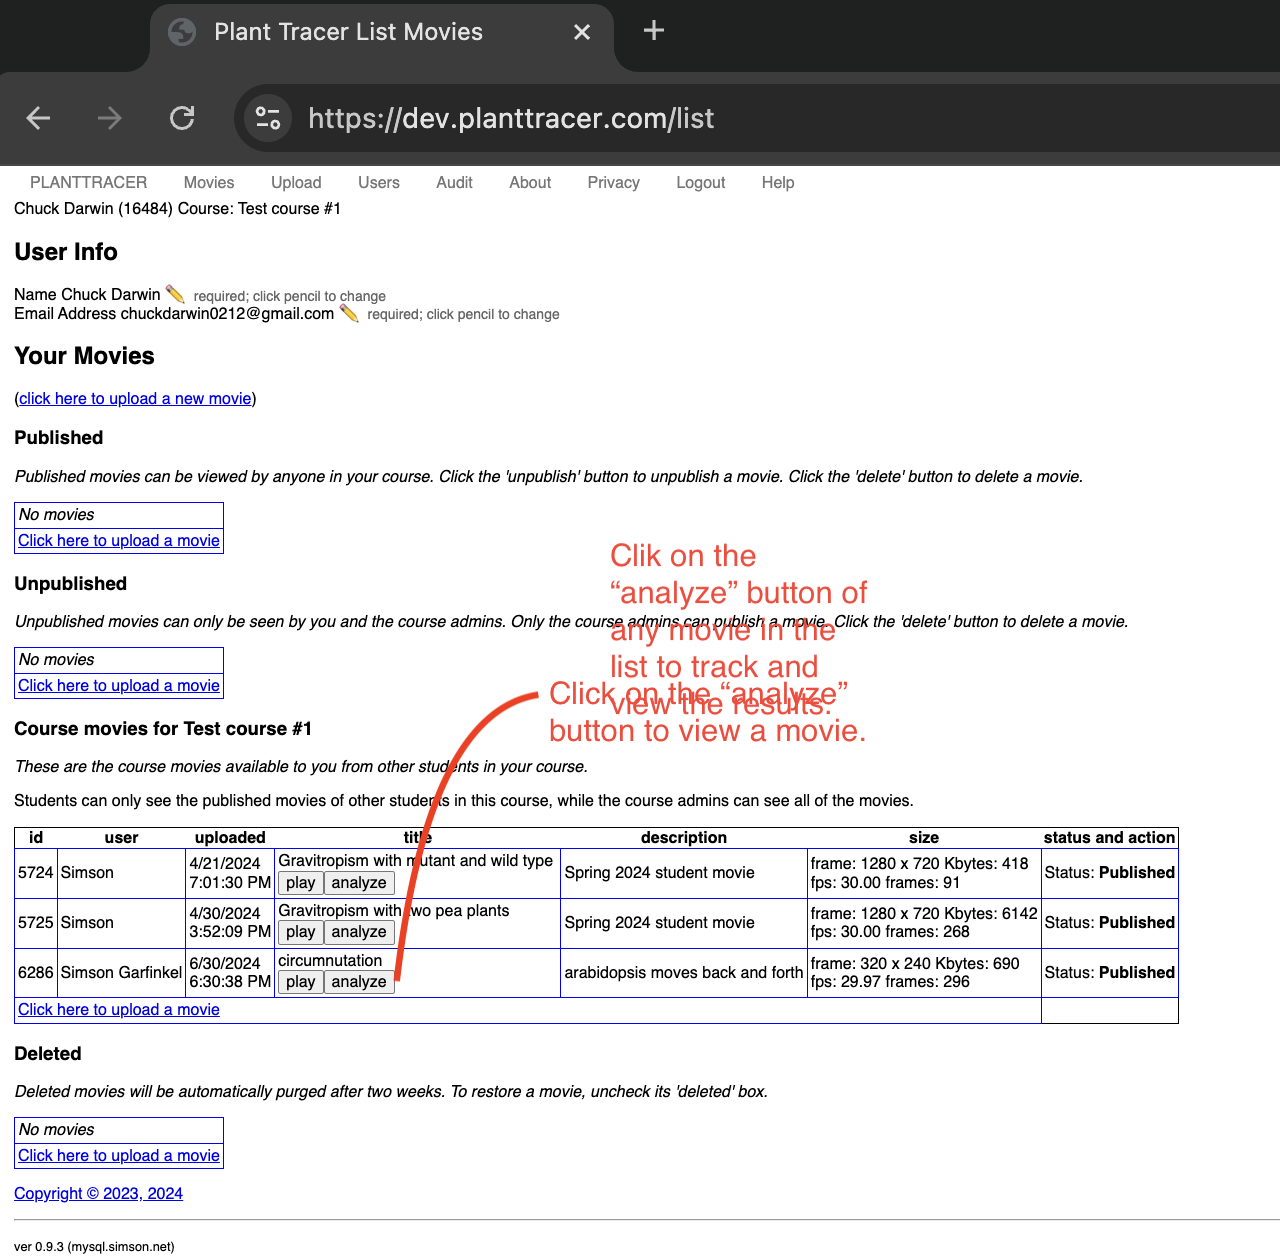 Plant Tracer List Movies
https://dev.planttracer.com/list
PLANTTRACER Movies Upload Users Audit About Privacy Logout Help
Chuck Darwin (16484) Course: Test course #1
User Info
Name Chuck Darwin ✏️ required; click pencil to change
Email Address chuckdarwin0212@gmail.com ✏️ required; click pencil to change
Your Movies
(click here to upload a new movie)
Published
Published movies can be viewed by anyone in your course. Click the 'unpublish' button to unpublish a movie. Click the 'delete' button to delete a movie.
No movies
Click here to upload a movie
Clik on the
“analyze” button of
any movie in the
list to track and
view the results.
Unpublished
Unpublished movies can only be seen by you and the course admins. Only the course admins can publish a movie. Click the 'delete' button to delete a movie.
No movies
Click here to upload a movie
Click on the “analyze”
button to view a movie.
Course movies for Test course #1
These are the course movies available to you from other students in your course.
Students can only see the published movies of other students in this course, while the course admins can see all of the movies.
id user uploaded title description size status and action
5724 Simson 4/21/2024 7:01:30 PM Gravitropism with mutant and wild type play analyze Spring 2024 student movie frame: 1280 x 720 Kbytes: 418 fps: 30.00 frames: 91 Status: Published
5725 Simson 4/30/2024 3:52:09 PM Gravitropism with two pea plants play analyze Spring 2024 student movie frame: 1280 x 720 Kbytes: 6142 fps: 30.00 frames: 268 Status: Published
6286 Simson Garfinkel 6/30/2024 6:30:38 PM circumnutation play analyze arabidopsis moves back and forth frame: 320 x 240 Kbytes: 690 fps: 29.97 frames: 296 Status: Published
Click here to upload a movie
Deleted
Deleted movies will be automatically purged after two weeks. To restore a movie, uncheck its 'deleted' box.
No movies
Click here to upload a movie
Copyright © 2023, 2024
ver 0.9.3 (mysql.simson.net)